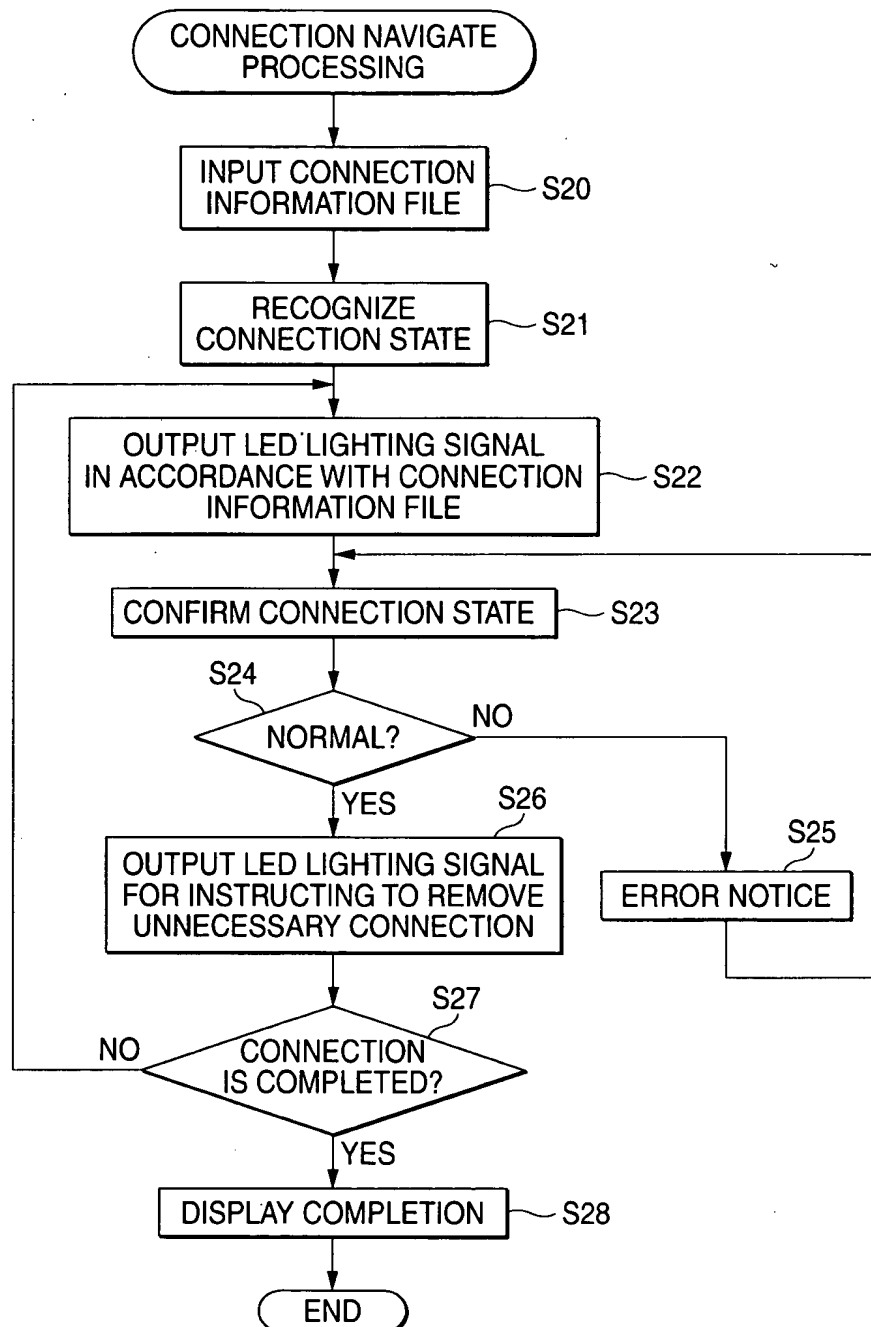 CONNECTION NAVIGATE
PROCESSING
INPUT CONNECTION
INFORMATION FILE
S20
RECOGNIZE
CONNECTION STATE
S21
OUTPUT LED LIGHTING SIGNAL
IN ACCORDANCE WITH CONNECTION
INFORMATION FILE
S22
CONFIRM CONNECTION STATE
S23
S24
NORMAL?
NO
YES
S26
OUTPUT LED LIGHTING SIGNAL
FOR INSTRUCTING TO REMOVE
UNNECESSARY CONNECTION
S25
ERROR NOTICE
S27
NO
CONNECTION
IS COMPLETED?
YES
DISPLAY COMPLETION
S28
END